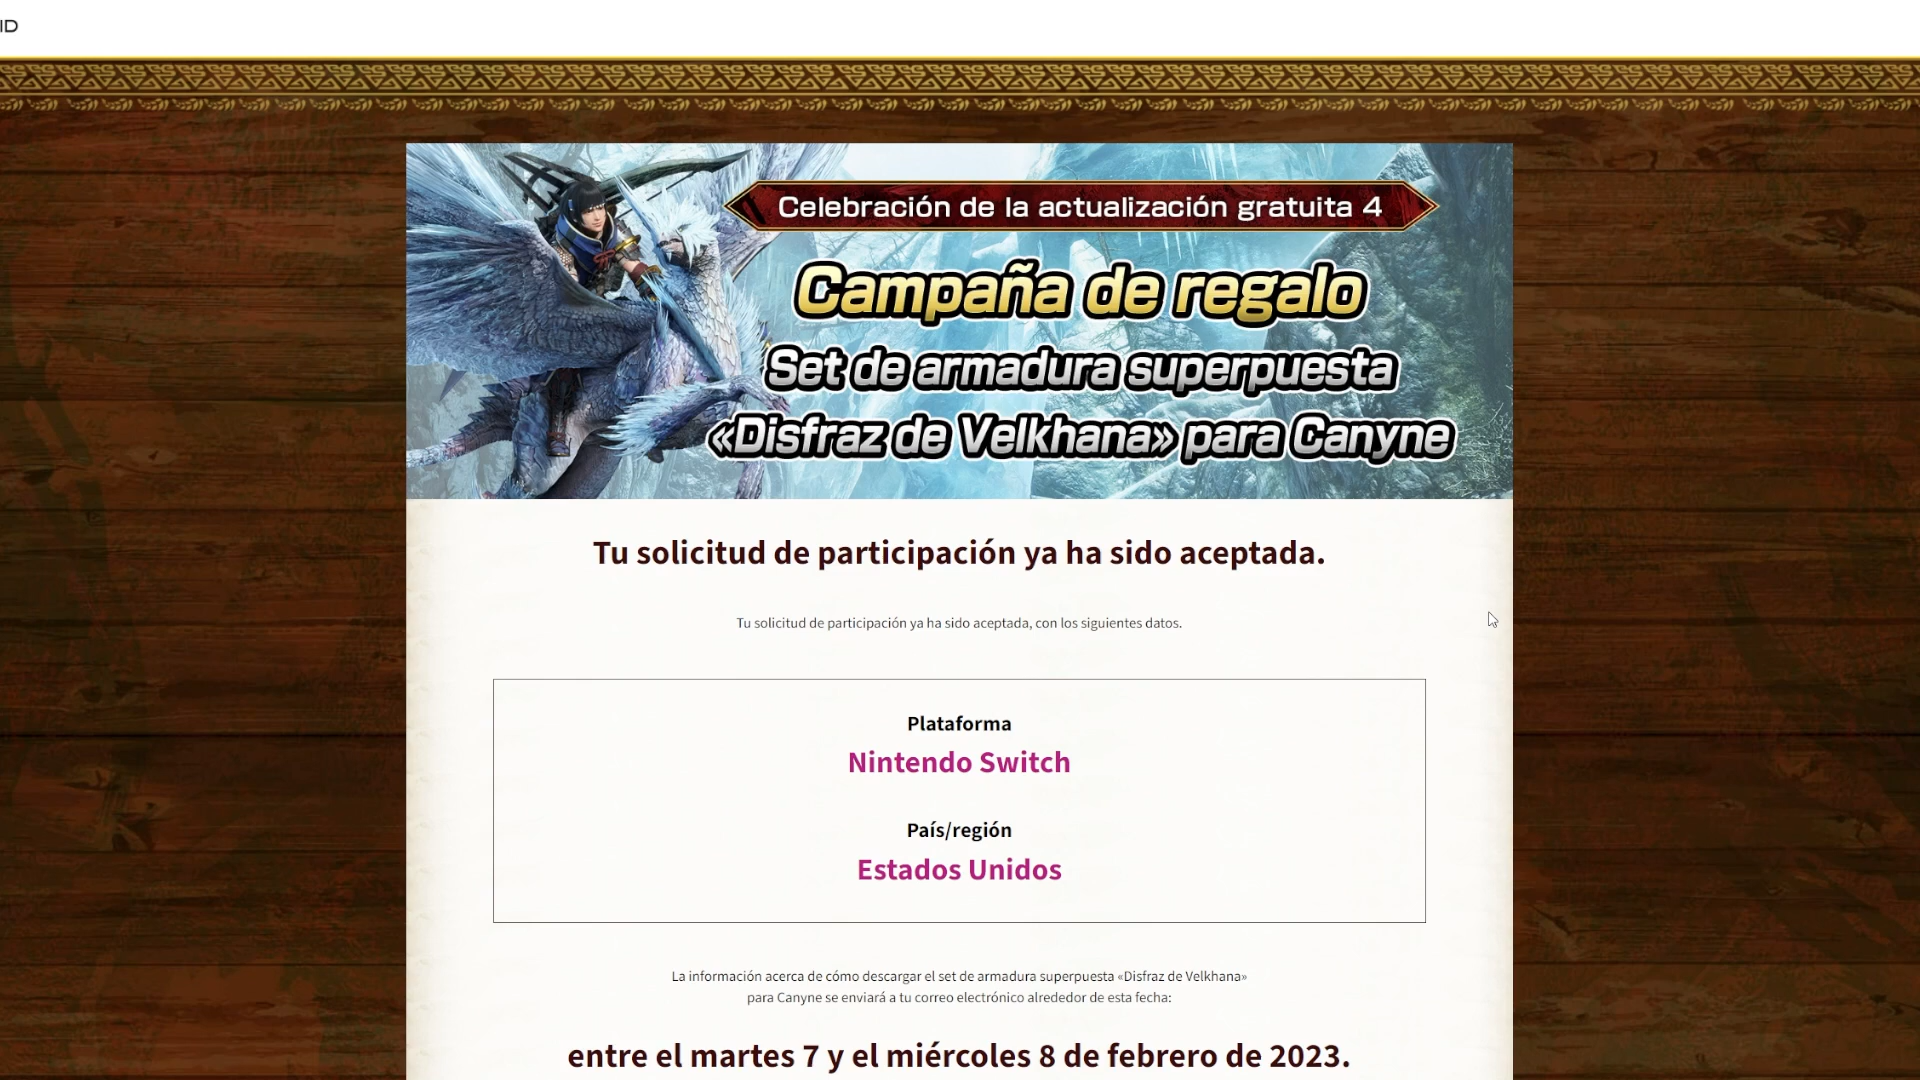 ID
Celebración de la actualización gratuita 4
Campaña de regalo
Set de armadura superpuesta
«Disfraz de Velkhana» para Canyne
Tu solicitud de participación ya ha sido aceptada.
Tu solicitud de participación ya ha sido aceptada, con los siguientes datos.
Plataforma
Nintendo Switch
País/región
Estados Unidos
La información acerca de cómo descargar el set de armadura superpuesta «Disfraz de Velkhana»
para Canyne se enviará a tu correo electrónico alrededor de esta fecha:
entre el martes 7 y el miércoles 8 de febrero de 2023.